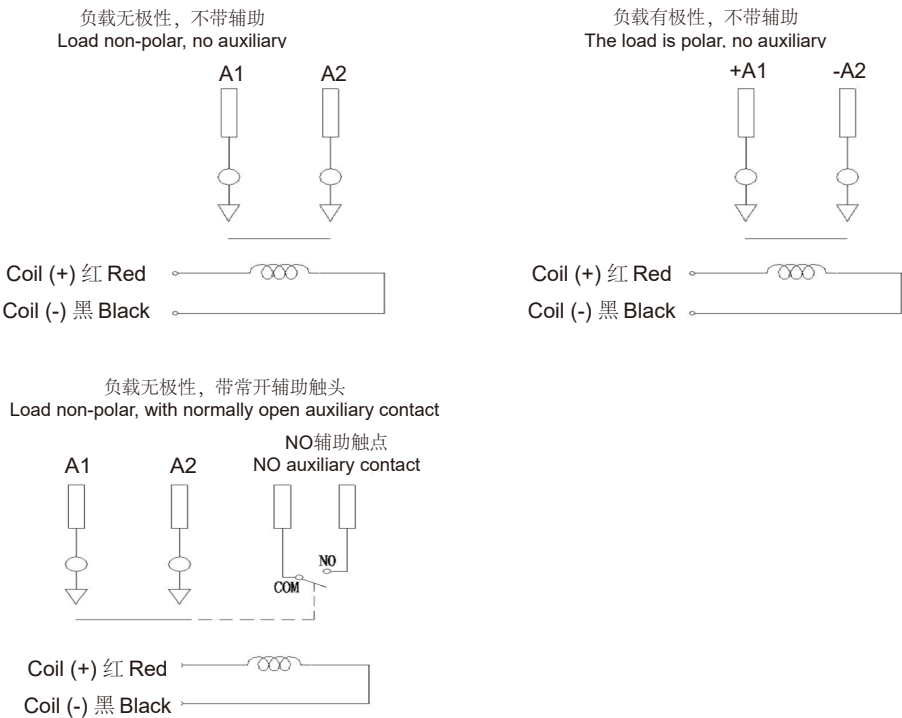 负载无极性，不带辅助
Load non-polar, no auxiliary
A1 A2
Coil (+) 红 Red
Coil (-) 黑 Black
负载有极性，不带辅助
The load is polar, no auxiliary
+A1 -A2
Coil (+) 红 Red
Coil (-) 黑 Black
负载无极性，带常开辅助触头
Load non-polar, with normally open auxiliary contact
NO辅助触点
NO auxiliary contact
A1 A2
NO
COM
Coil (+) 红 Red
Coil (-) 黑 Black